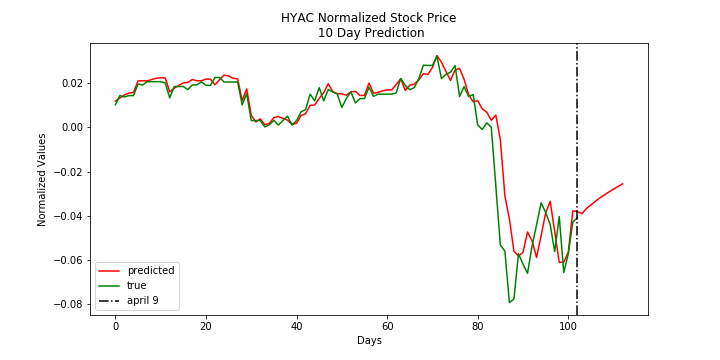 HYAC Normalized Stock Price
10 Day Prediction
Normalized Values
0.02
0.00
−0.02
−0.04
−0.06
−0.08
predicted
true
april 9
0
20
40
60
80
100
Days